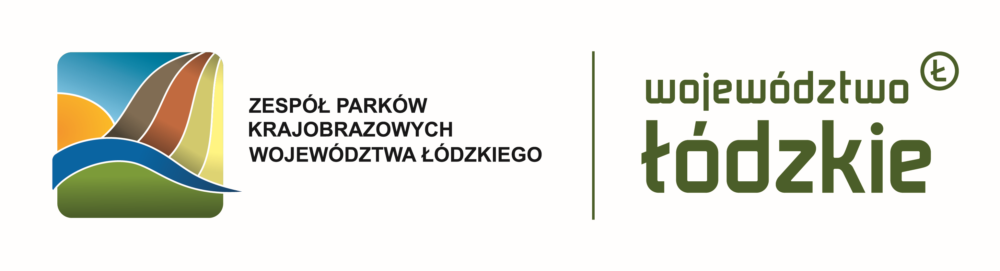 ZESPÓŁ PARKÓW
KRAJOBRAZOWYCH
WOJEWÓDZTWA ŁÓDZKIEGO
województwo
łódzkie
Ł